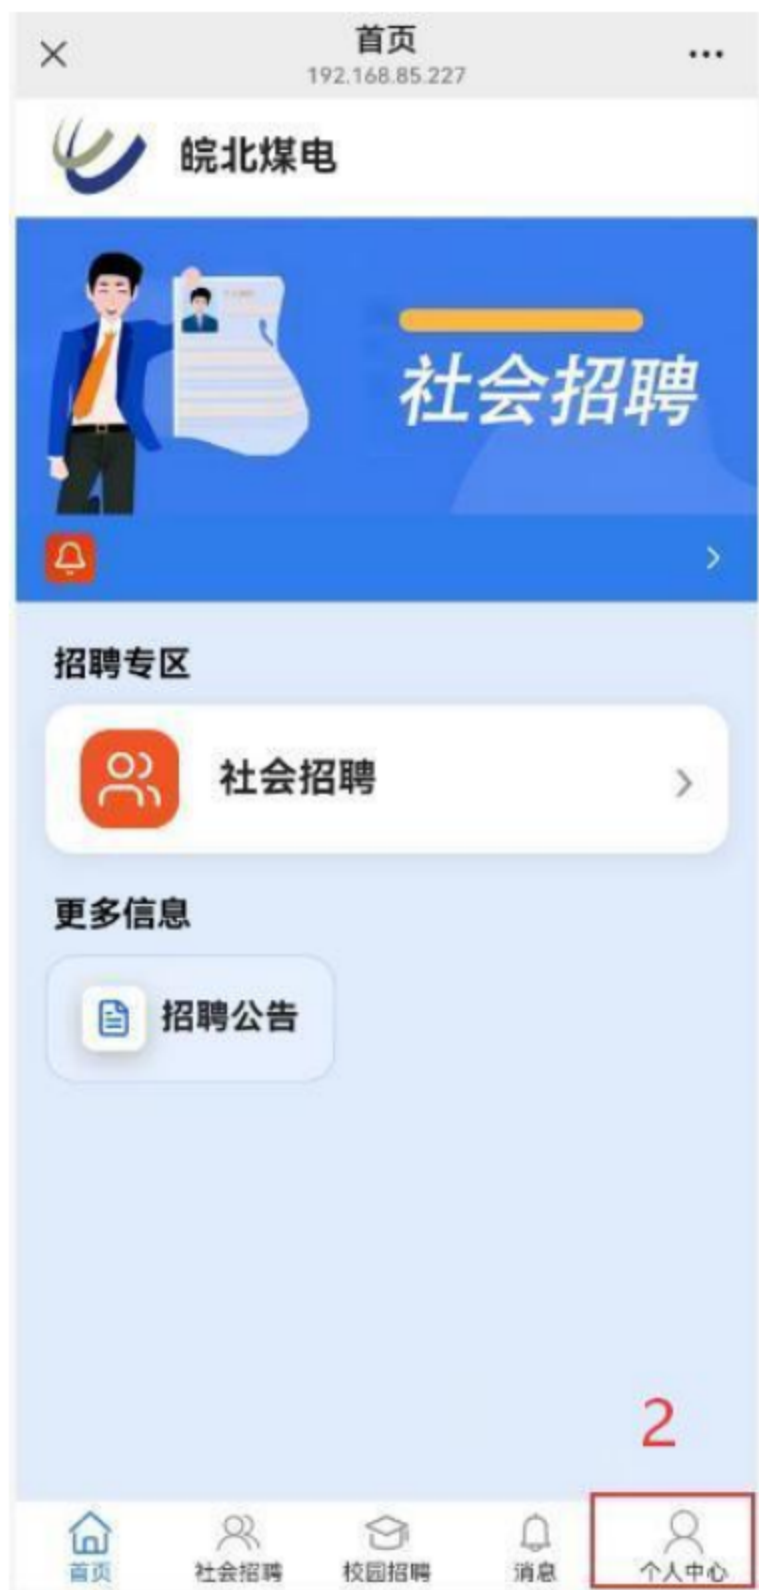 首页
192.168.85.227
皖北煤电
社会招聘
招聘专区
社会招聘
更多信息
招聘公告
2
首页 社会招聘 校园招聘 消息 个人中心